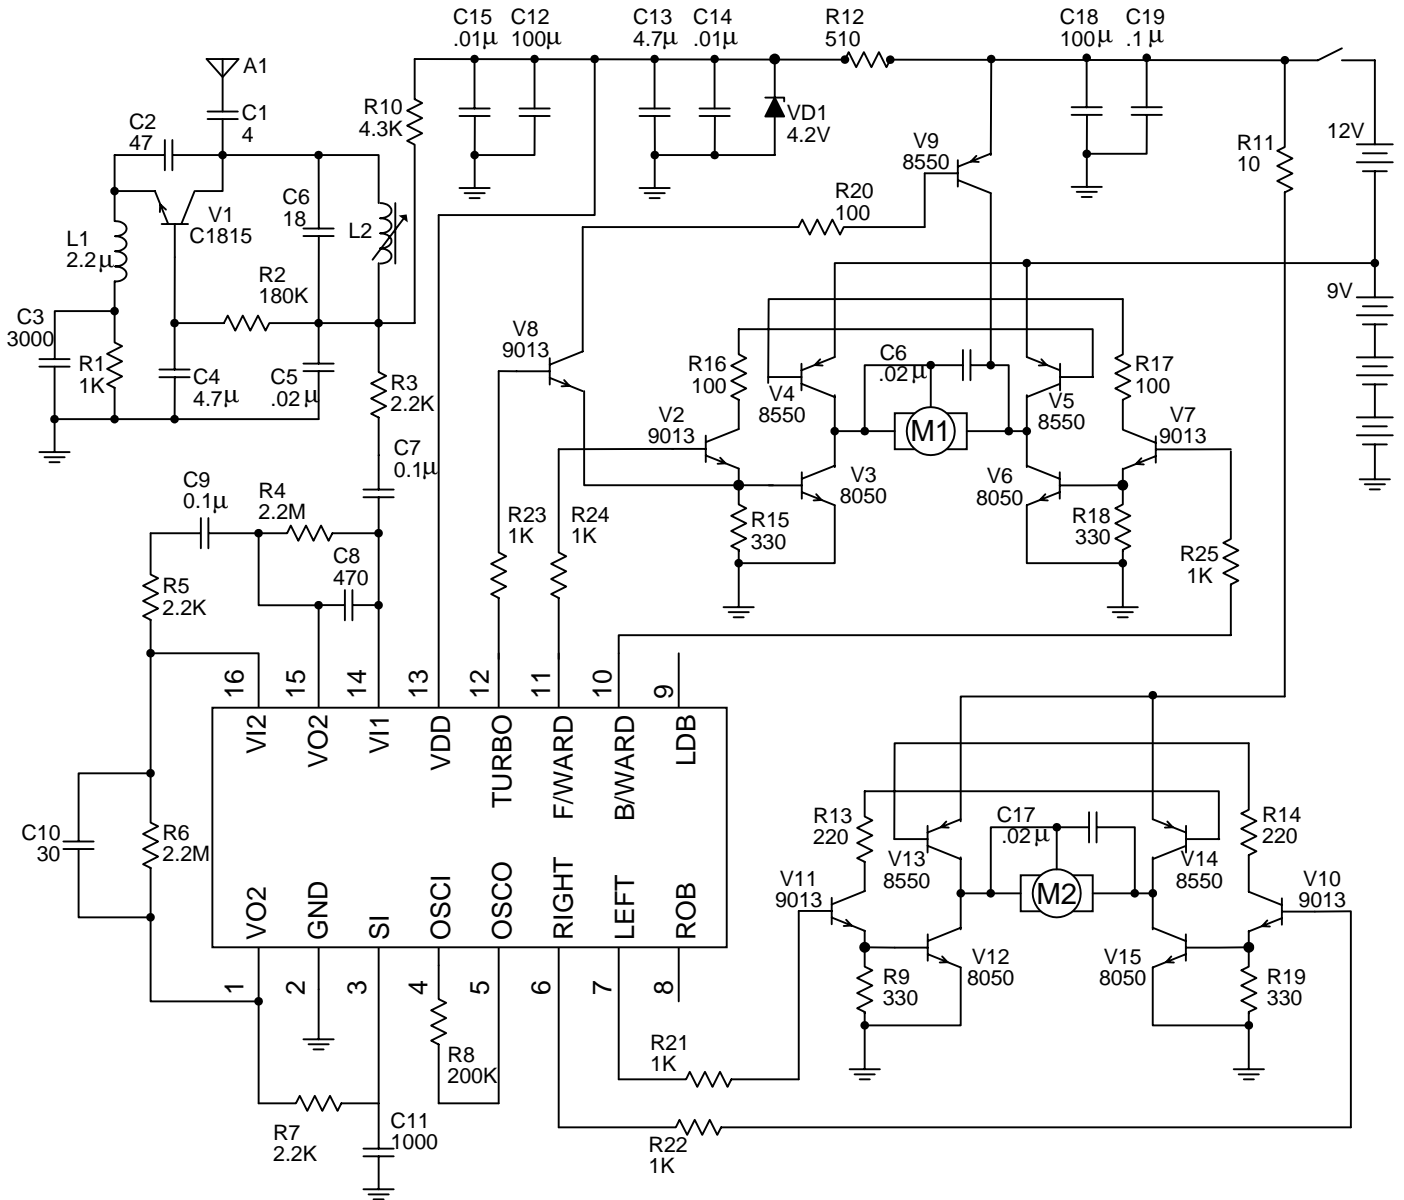 C15
.01µ
C12
100µ
C13
4.7µ
C14
.01µ
R12
510
C18
100µ
C19
.1µ
A1
C1
4
C2
47
R10
4.3K
VD1
4.2V
V9
8550
R11
10
12V
C6
18
V1
C1815
L2
L1
2.2µ
R20
100
R2
180K
9V
C3
3000
R1
1K
C4
4.7µ
C5
.02µ
R3
2.2K
V8
9013
R16
100
C6
.02µ
R17
100
V4
8550
V5
8550
V2
9013
M1
V7
9013
C7
0.1µ
V3
8050
V6
8050
C9
0.1µ
R4
2.2M
R23
1K
R24
1K
R15
330
R18
330
R25
1K
C8
470
R5
2.2K
16
15
14
13
12
11
10
9
VI2
VO2
VI1
VDD
TURBO
F/WARD
B/WARD
LDB
C10
30
R6
2.2M
R13
220
C17
.02µ
R14
220
V13
8550
V14
8550
V11
9013
M2
V10
9013
VO2
GND
SI
OSCI
OSCO
RIGHT
LEFT
ROB
1
2
3
4
5
6
7
8
V12
8050
V15
8050
R9
330
R19
330
R8
200K
R21
1K
R7
2.2K
C11
1000
R22
1K